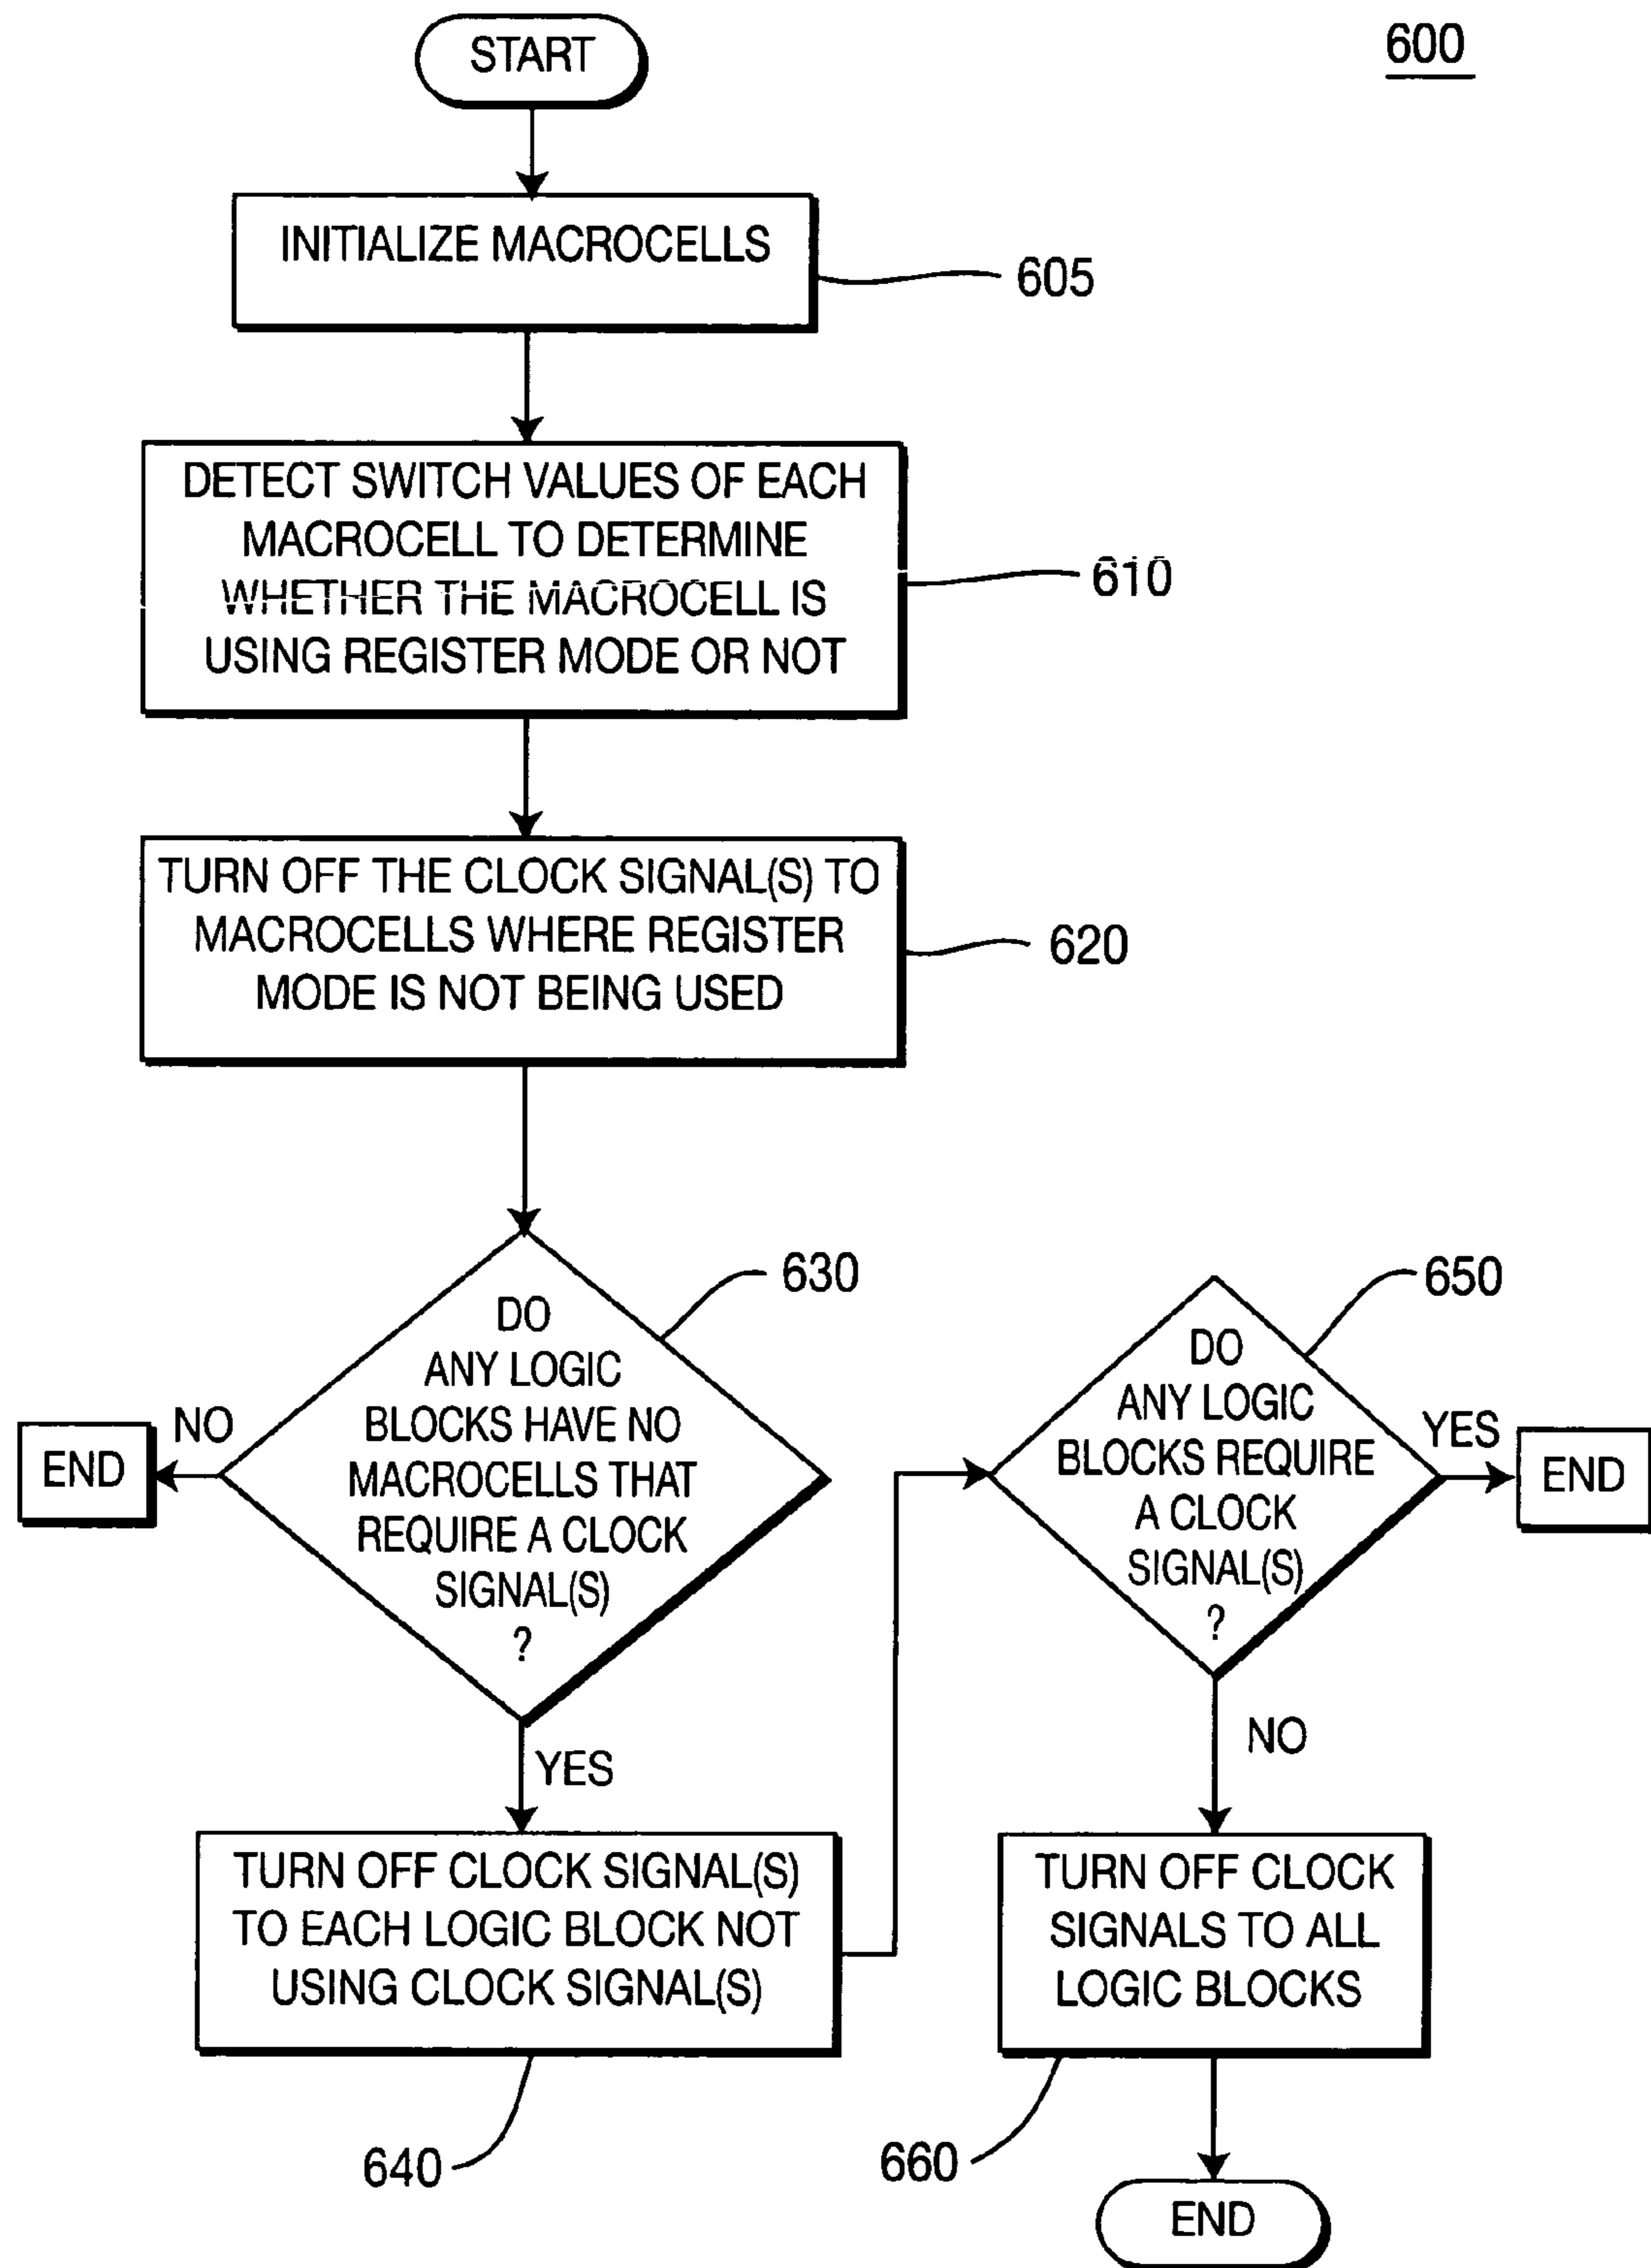 START
600
INITIALIZE MACROCELLS
605
DETECT SWITCH VALUES OF EACH
MACROCELL TO DETERMINE
WHETHER THE MACROCELL IS
USING REGISTER MODE OR NOT
610
TURN OFF THE CLOCK SIGNAL(S) TO
MACROCELLS WHERE REGISTER
MODE IS NOT BEING USED
620
630
DO
ANY LOGIC
BLOCKS HAVE NO
MACROCELLS THAT
REQUIRE A CLOCK
SIGNAL(S)
?
NO
END
YES
TURN OFF CLOCK SIGNAL(S)
TO EACH LOGIC BLOCK NOT
USING CLOCK SIGNAL(S)
640
650
DO
ANY LOGIC
BLOCKS REQUIRE
A CLOCK
SIGNAL(S)
?
YES
END
NO
TURN OFF CLOCK
SIGNALS TO ALL
LOGIC BLOCKS
660
END